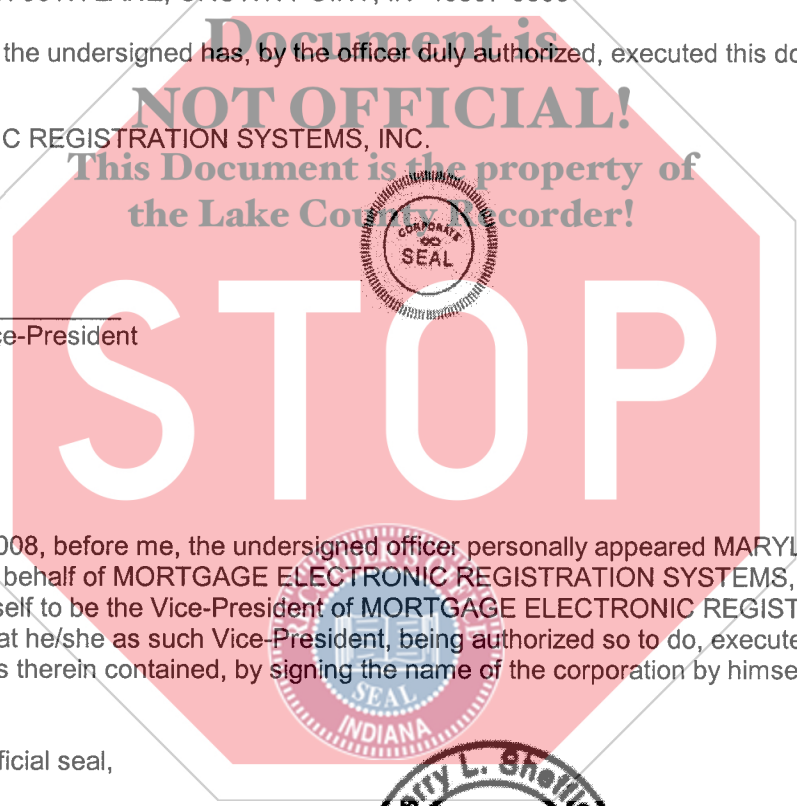 Document is
the undersigned has, by the officer duly authorized, executed this do
NOT OFFICIAL!
C REGISTRATION SYSTEMS, INC.
This Document is the property of
the Lake County Recorder!
CORPORATE
SEAL
STOP
ce-President
008, before me, the undersigned officer personally appeared MARYL
behalf of MORTGAGE ELECTRONIC REGISTRATION SYSTEMS,
self to be the Vice-President of MORTGAGE ELECTRONIC REGIST
at he/she as such Vice-President, being authorized so to do, execute
s therein contained, by signing the name of the corporation by himse
SEAL
INDIANA
ficial seal,
rry L. Sheffie